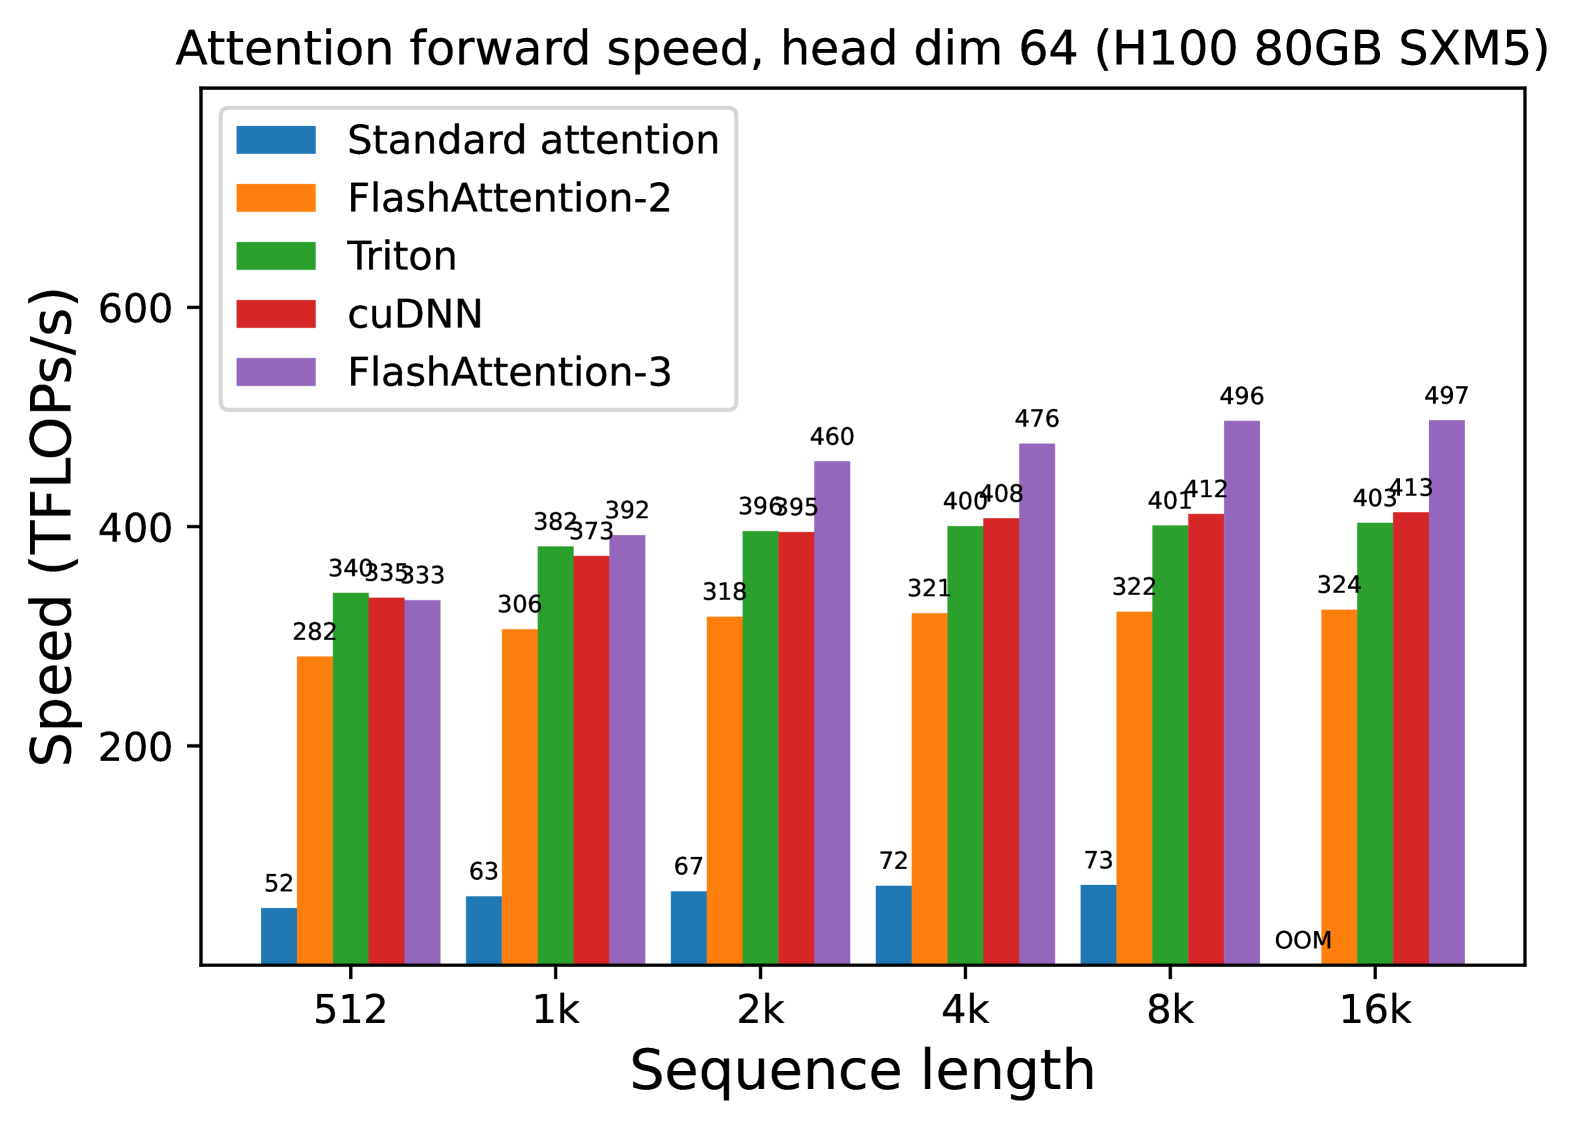 Attention forward speed, head dim 64 (H100 80GB SXM5)
Standard attention
FlashAttention-2
Triton
cuDNN
FlashAttention-3
Speed (TFLOPs/s)
600
400
200
52 282 340 335 333
63 306 382 373 392
67 318 396 395 460
72 321 400 408 476
73 322 401 412 496
OOM 324 403 413 497
512 1k 2k 4k 8k 16k
Sequence length